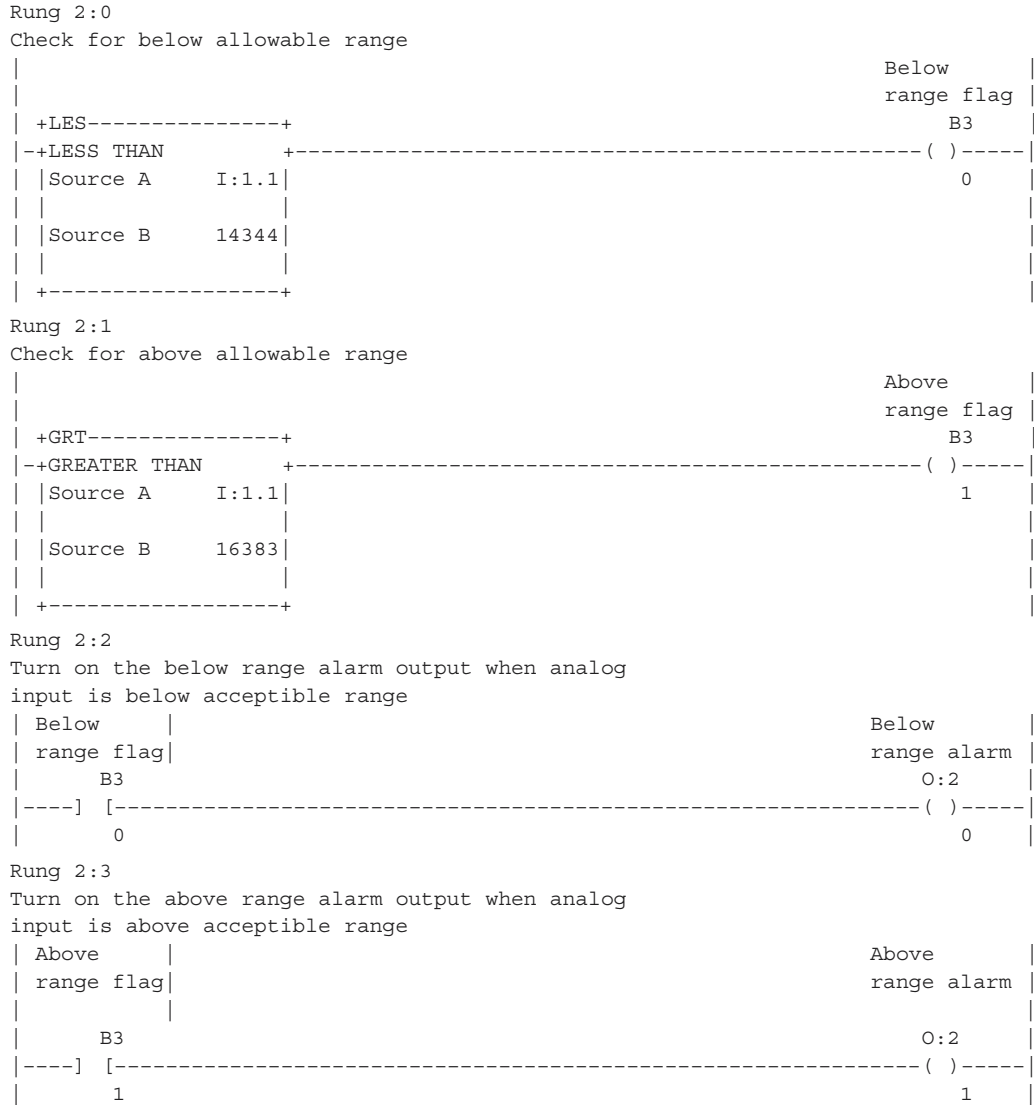 Rung 2:0
Check for below allowable range
|                                                                    Below      |
|                                                                    range flag |
| +LES---------------+                                                    B3    |
|-+LESS THAN         +-------------------------------------------------( )-----|
| |Source A     I:1.1|                                                    0     |
| |                  |                                                          |
| |Source B     14344|                                                          |
| |                  |                                                          |
| +------------------+                                                          |
Rung 2:1
Check for above allowable range
|                                                                    Above      |
|                                                                    range flag |
| +GRT---------------+                                                    B3    |
|-+GREATER THAN      +-------------------------------------------------( )-----|
| |Source A     I:1.1|                                                    1     |
| |                  |                                                          |
| |Source B     16383|                                                          |
| |                  |                                                          |
| +------------------+                                                          |
Rung 2:2
Turn on the below range alarm output when analog
input is below acceptible range
| Below     |                                                       Below       |
| range flag|                                                       range alarm |
|      B3                                                               O:2     |
|----] [---------------------------------------------------------------( )-----|
|       0                                                                 0     |
Rung 2:3
Turn on the above range alarm output when analog
input is above acceptible range
| Above     |                                                       Above       |
| range flag|                                                       range alarm |
|           |                                                                   |
|      B3                                                               O:2     |
|----] [---------------------------------------------------------------( )-----|
|       1                                                                 1     |